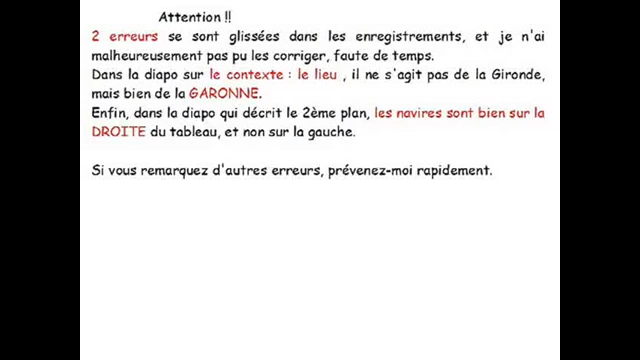 Attention !!
2 erreurs se sont glissées dans les enregistrements, et je n'ai
malheureusement pas pu les corriger, faute de temps.
Dans la diapo sur le contexte : le lieu , il ne s'agit pas de la Gironde,
mais bien de la GARONNE.
Enfin, dans la diapo qui décrit le 2ème plan, les navires sont bien sur la
DROITE du tableau, et non sur la gauche.
Si vous remarquez d'autres erreurs, prévenez-moi rapidement.